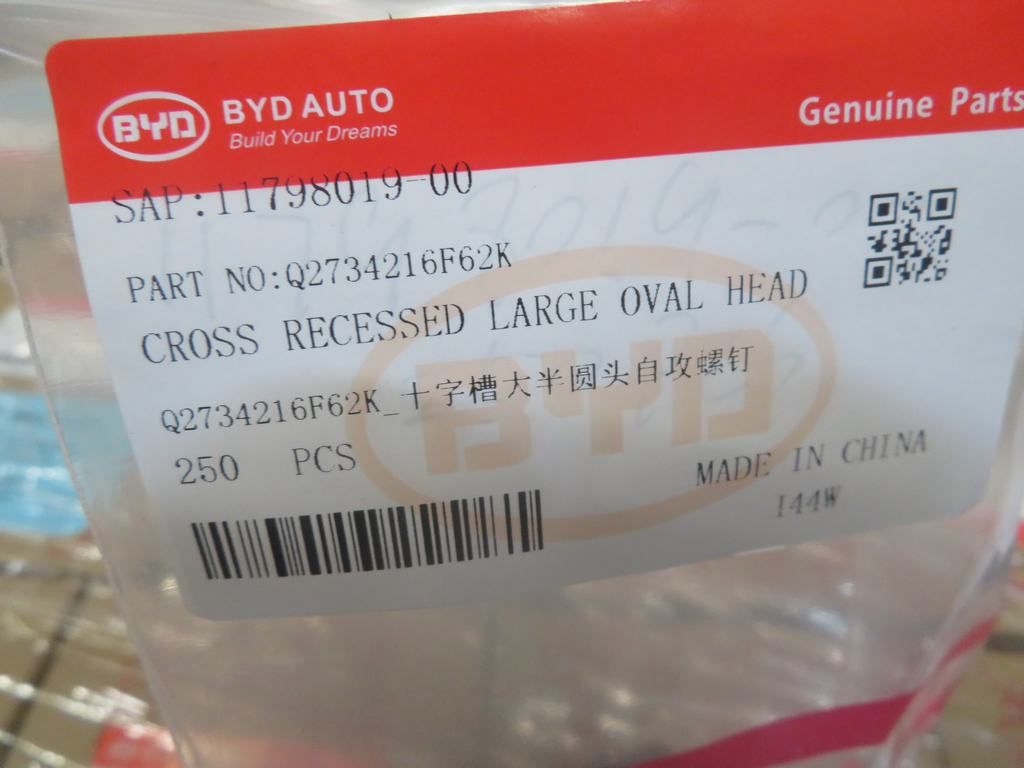 BYD BYD AUTO
Build Your Dreams
Genuine Parts
SAP:11798019-00
PART NO:Q2734216F62K
CROSS RECESSED LARGE OVAL HEAD
Q2734216F62K_十字槽大半圆头自攻螺钉
250 PCS
MADE IN CHINA
I44W
BYD